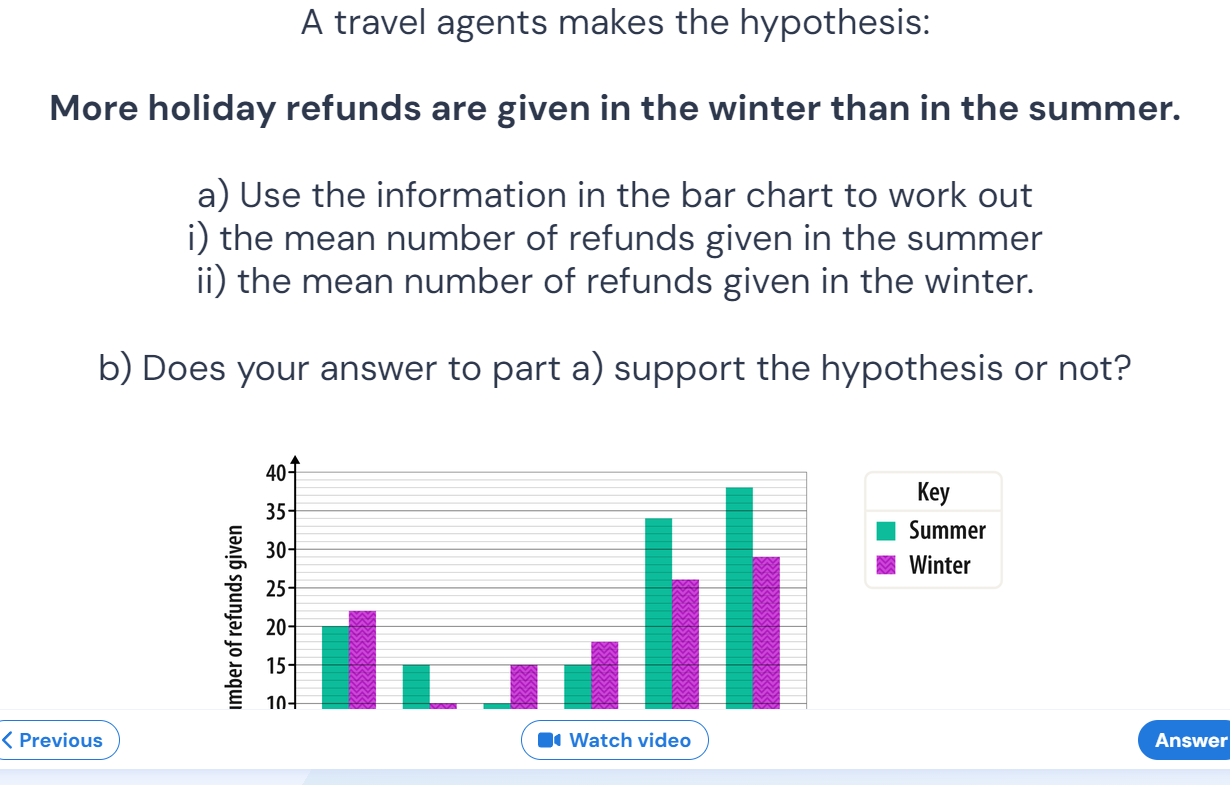 A travel agents makes the hypothesis:
More holiday refunds are given in the winter than in the summer.
a) Use the information in the bar chart to work out
i) the mean number of refunds given in the summer
ii) the mean number of refunds given in the winter.
b) Does your answer to part a) support the hypothesis or not?
40
35
30
25
20
15
10
umber of refunds given
Key
Summer
Winter
Previous
Watch video
Answer